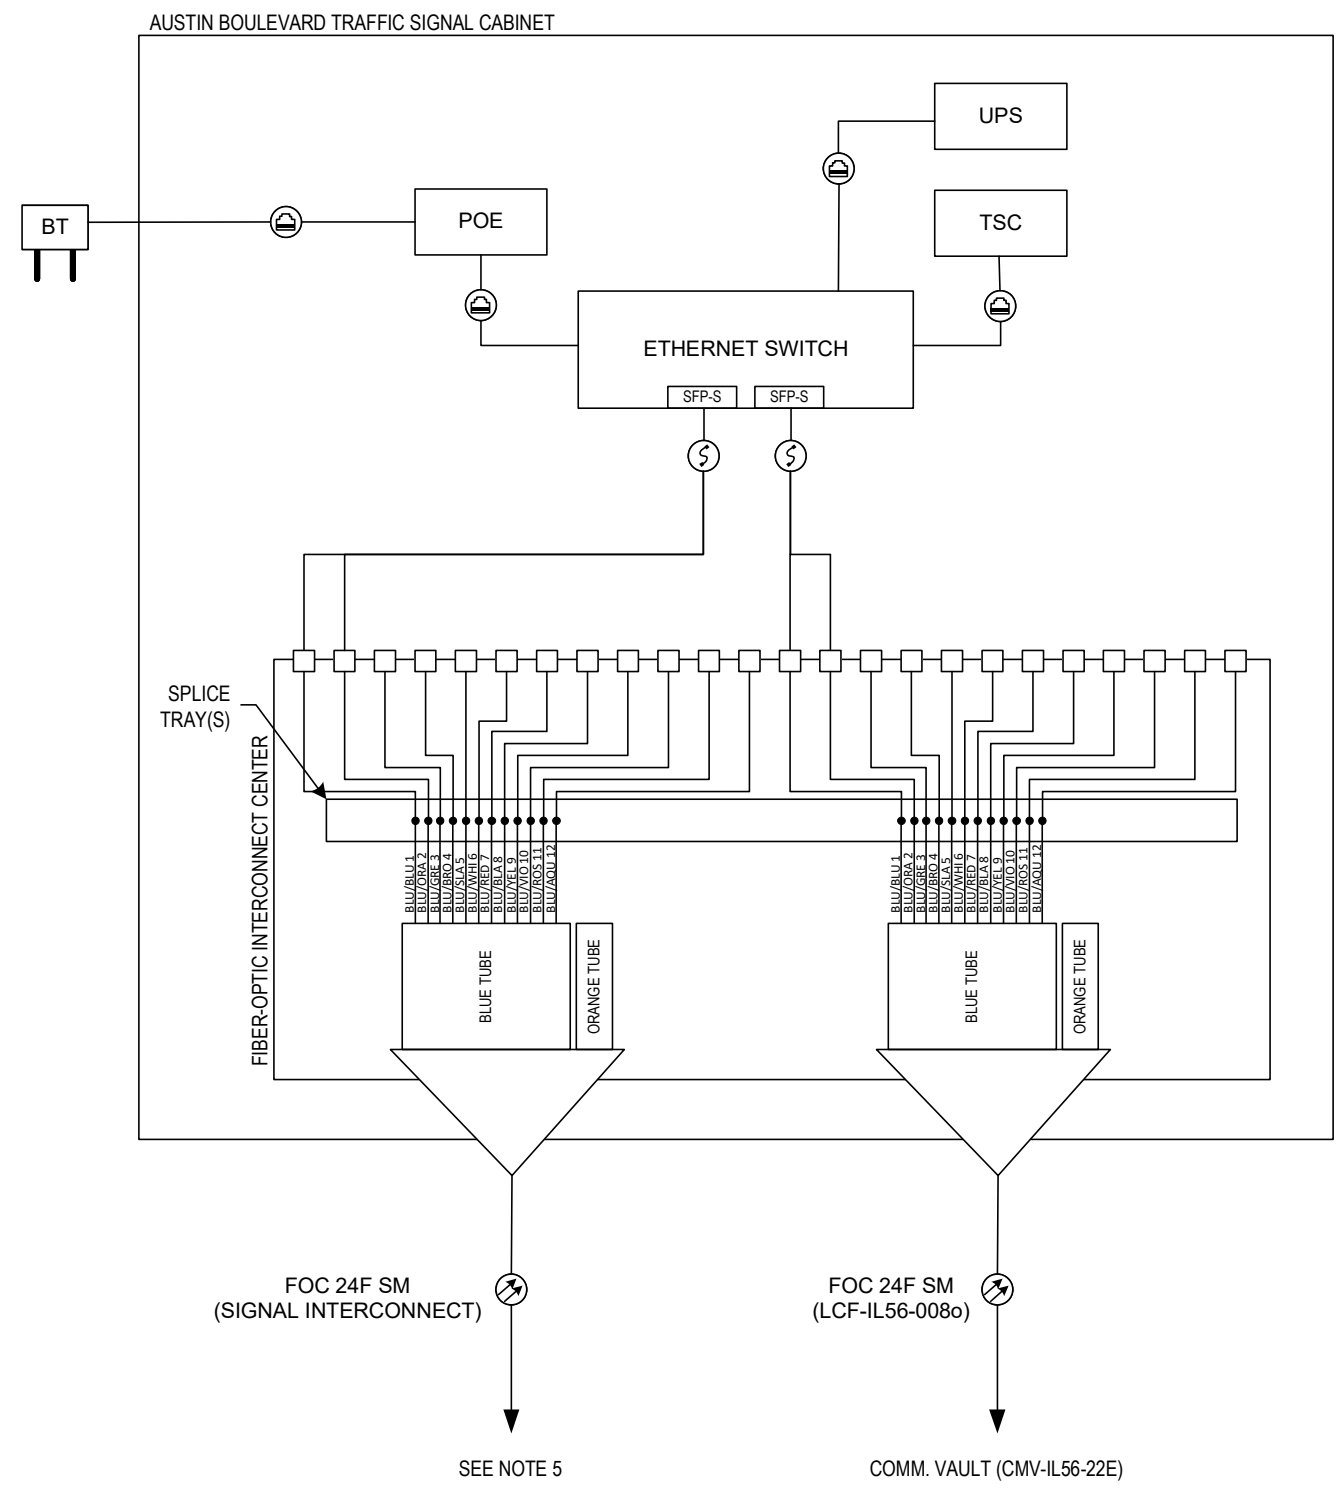 AUSTIN BOULEVARD TRAFFIC SIGNAL CABINET
UPS
BT
POE
TSC
ETHERNET SWITCH
SFP-S
SFP-S
SPLICE
TRAY(S)
FIBER-OPTIC INTERCONNECT CENTER
BLU/BLU 1
BLU/ORA 2
BLU/GRE 3
BLU/BRO 4
BLU/SLA 5
BLU/WHI 6
BLU/RED 7
BLU/BLA 8
BLU/YEL 9
BLU/VIO 10
BLU/ROS 11
BLU/AQU 12
BLU/BLU 1
BLU/ORA 2
BLU/GRE 3
BLU/BRO 4
BLU/SLA 5
BLU/WHI 6
BLU/RED 7
BLU/BLA 8
BLU/YEL 9
BLU/VIO 10
BLU/ROS 11
BLU/AQU 12
BLUE TUBE
ORANGE TUBE
BLUE TUBE
ORANGE TUBE
FOC 24F SM
(SIGNAL INTERCONNECT)
FOC 24F SM
(LCF-IL56-008o)
SEE NOTE 5
COMM. VAULT (CMV-IL56-22E)